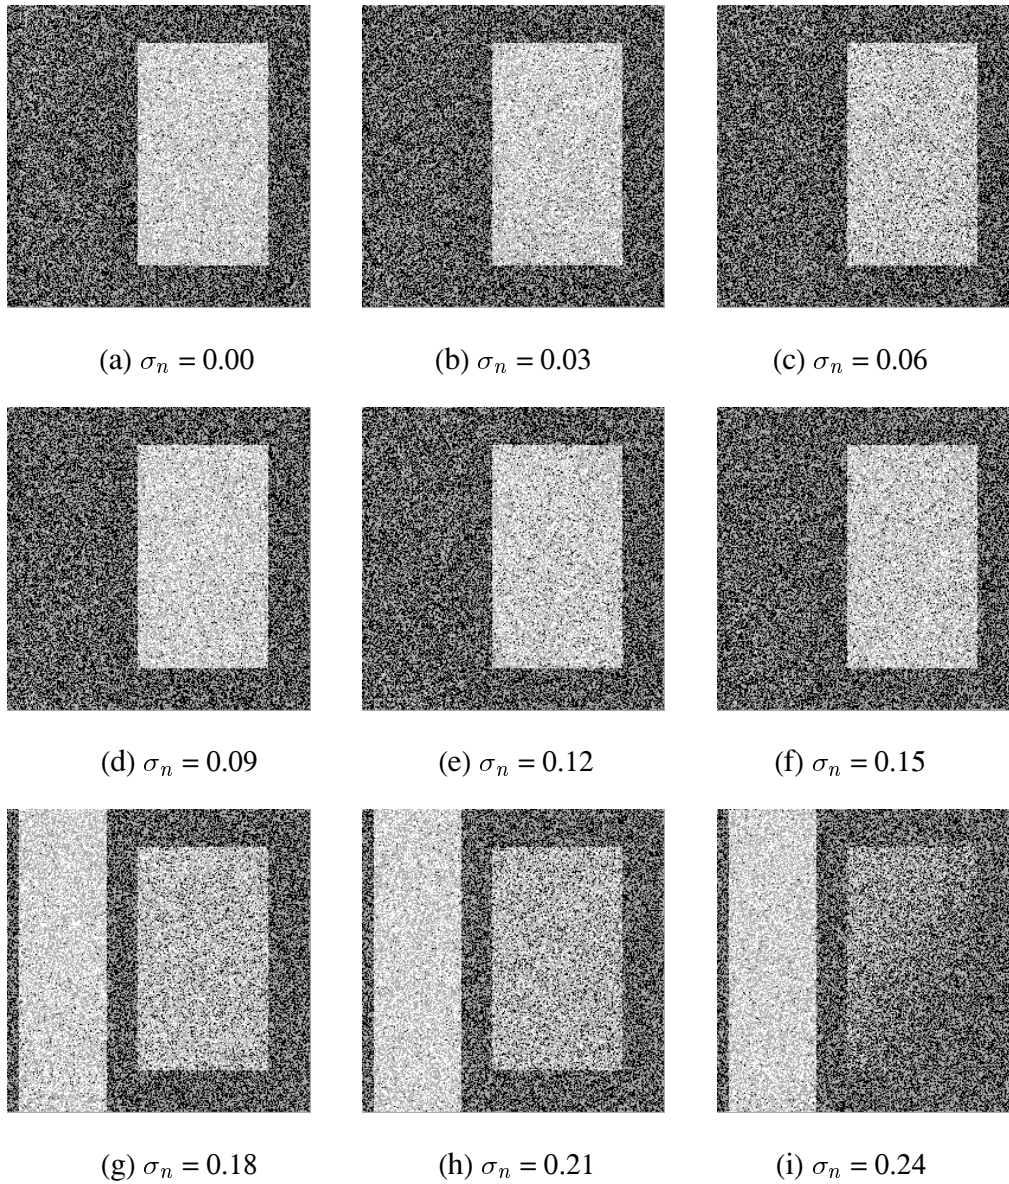 (a) σn = 0.00 (b) σn = 0.03 (c) σn = 0.06
(d) σn = 0.09 (e) σn = 0.12 (f) σn = 0.15
(g) σn = 0.18 (h) σn = 0.21 (i) σn = 0.24